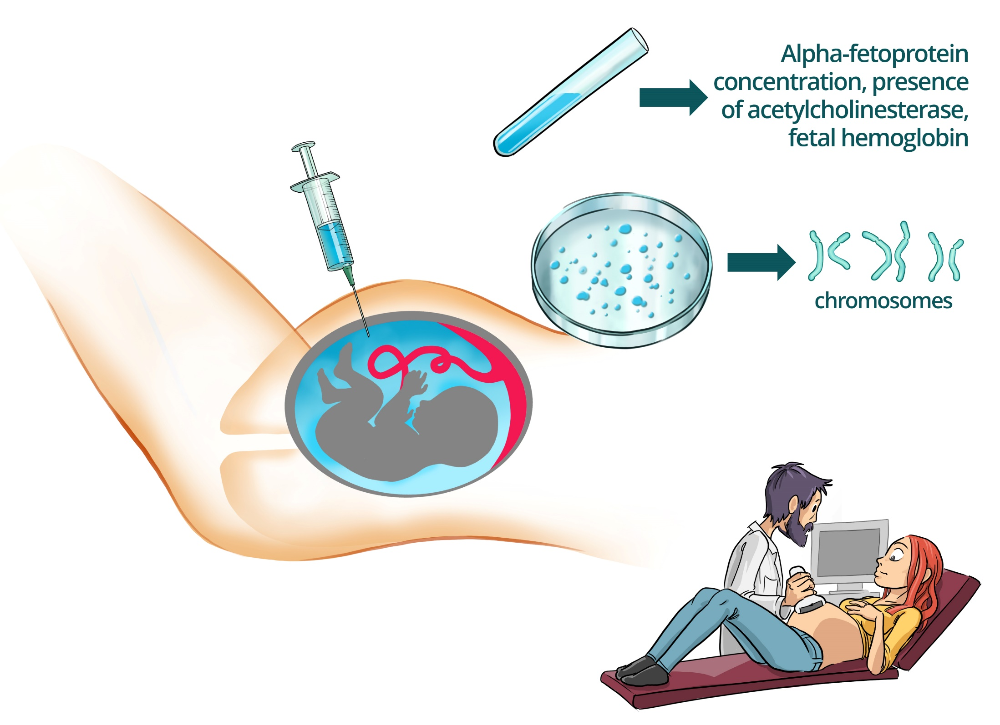 Alpha-fetoprotein
concentration, presence
of acetylcholinesterase,
fetal hemoglobin
chromosomes